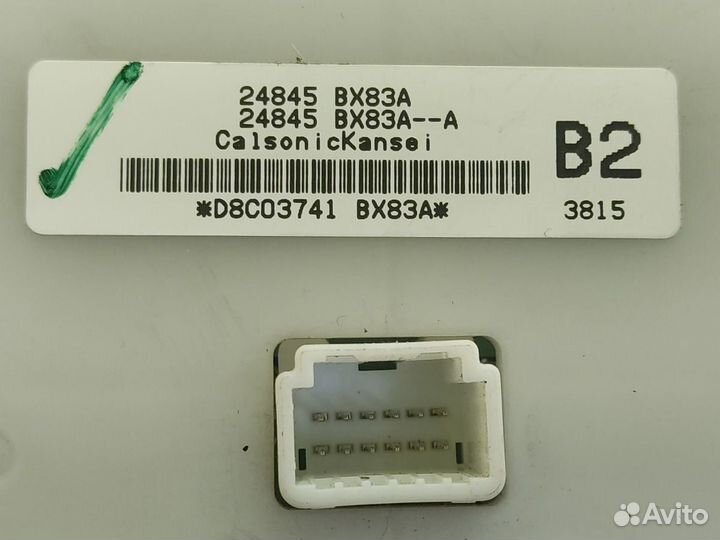 24845 BX83A
24845 BX83A--A
CalsonicKansei
B2
*D8C03741 BX83A*
3815
Avito